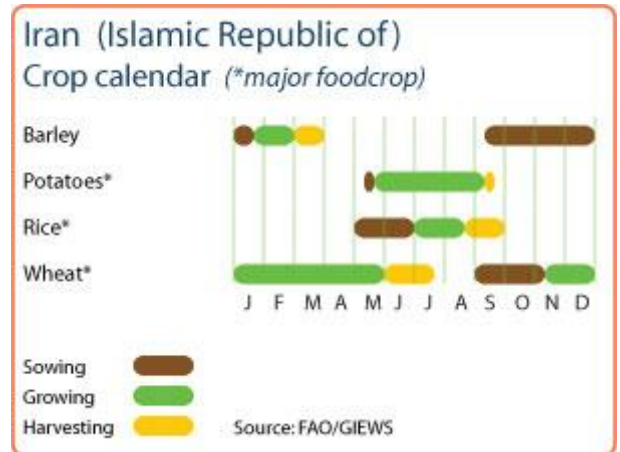 Iran (Islamic Republic of)
Crop calendar (*major foodcrop)
Barley
Potatoes*
Rice*
Wheat*
J F M A M J J A S O N D
Sowing
Growing
Harvesting
Source: FAO/GIEWS